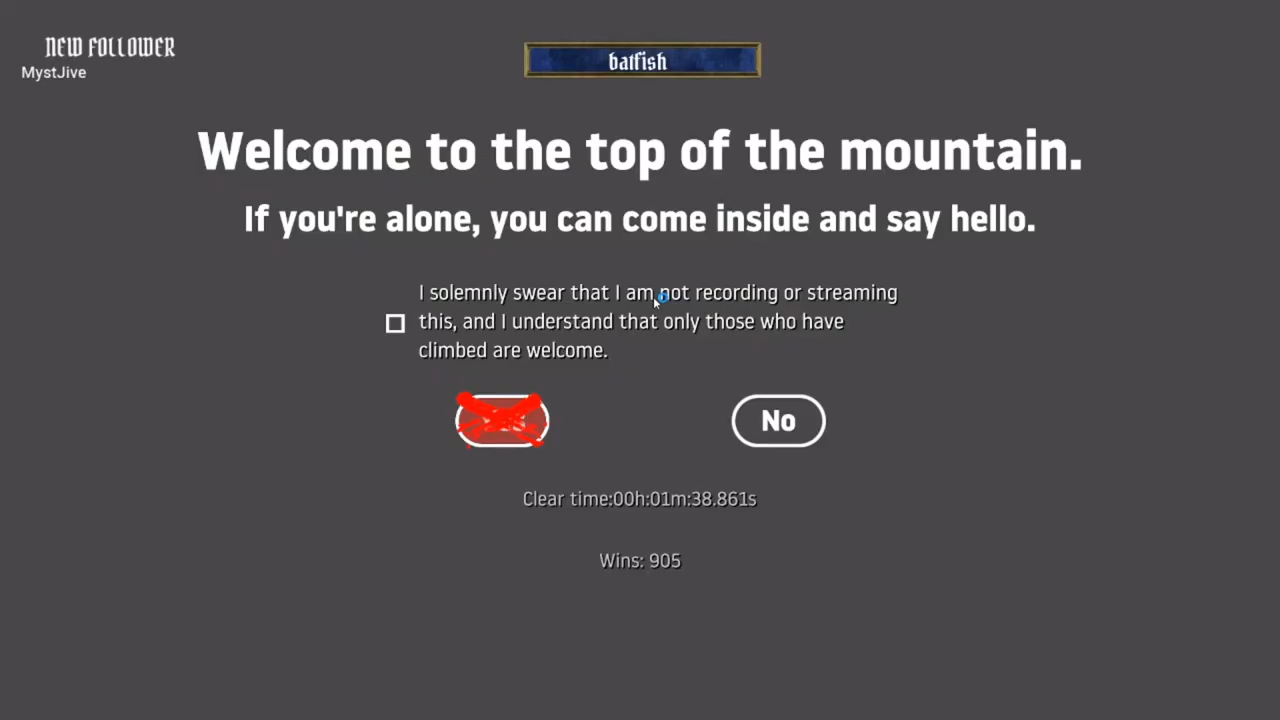 NEW FOLLOWER
MystJive
batfish
Welcome to the top of the mountain.
If you're alone, you can come inside and say hello.
I solemnly swear that I am not recording or streaming
this, and I understand that only those who have
climbed are welcome.
No
Clear time:00h:01m:38.861s
Wins: 905